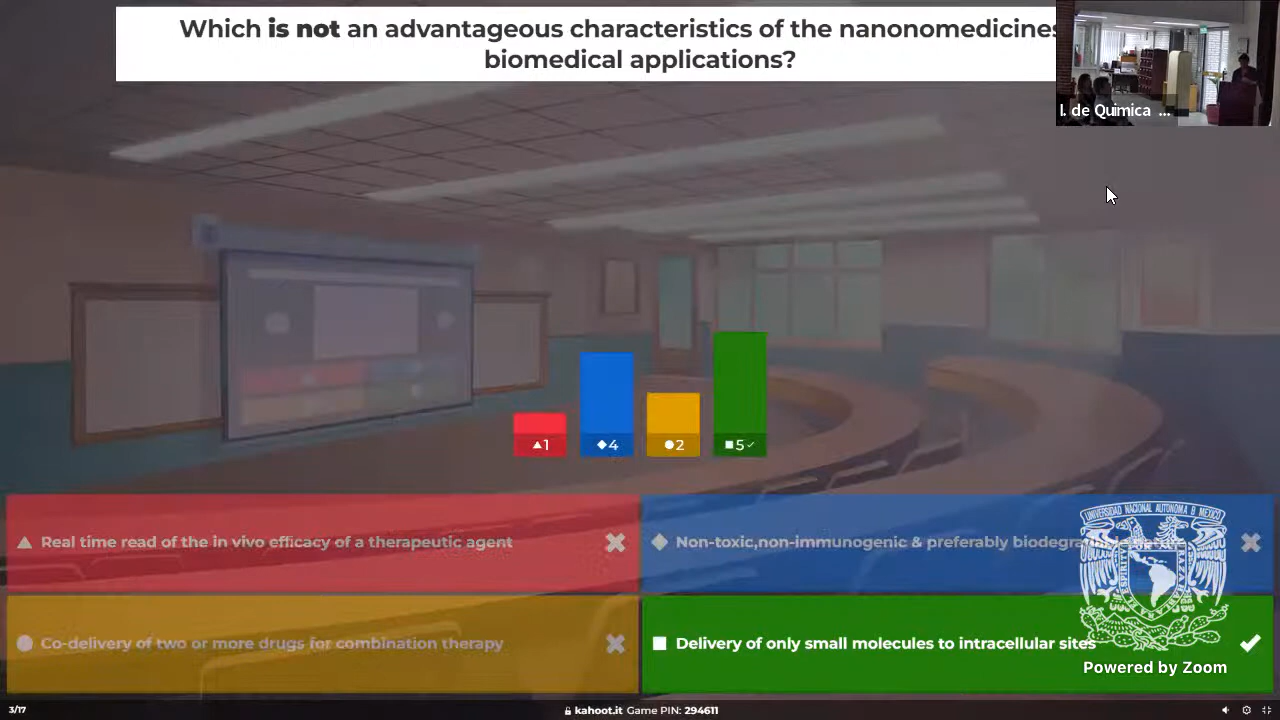 Which is not an advantageous characteristics of the nanonomedicines
biomedical applications?
I. de Quimica ...
1
4
2
5
Real time read of the in vivo efficacy of a therapeutic agent
Non-toxic,non-immunogenic & preferably
Co-delivery of two or more drugs for combination therapy
Delivery of only small molecules to intracellular sites
UNIVERSIDAD NACIONAL AUTONOMA
Powered by Zoom
3/17
kahoot.it Game PIN: 294611